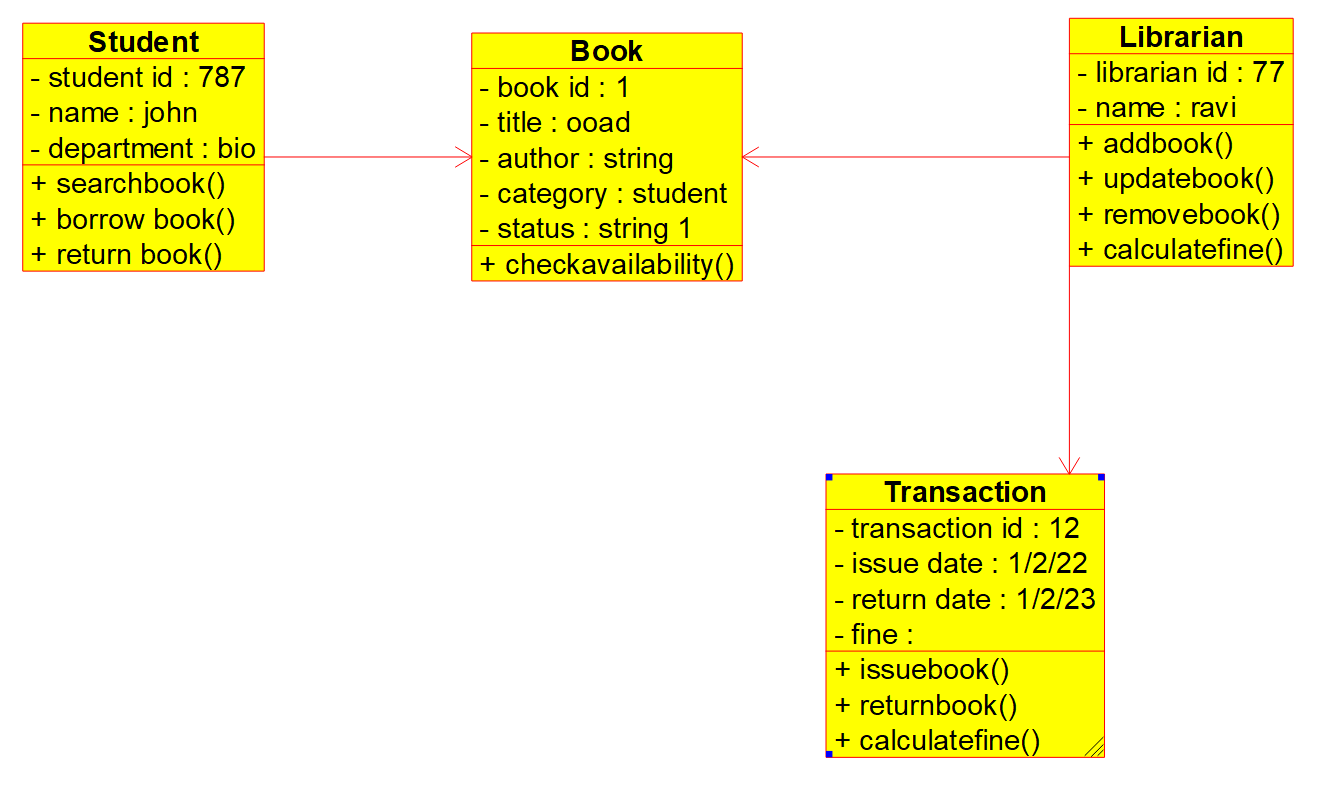 Student
- student id : 787
- name : john
- department : bio
+ searchbook()
+ borrow book()
+ return book()
Book
- book id : 1
- title : ooad
- author : string
- category : student
- status : string 1
+ checkavailability()
Librarian
- librarian id : 77
- name : ravi
+ addbook()
+ updatebook()
+ removebook()
+ calculatefine()
Transaction
- transaction id : 12
- issue date : 1/2/22
- return date : 1/2/23
- fine :
+ issuebook()
+ returnbook()
+ calculatefine()